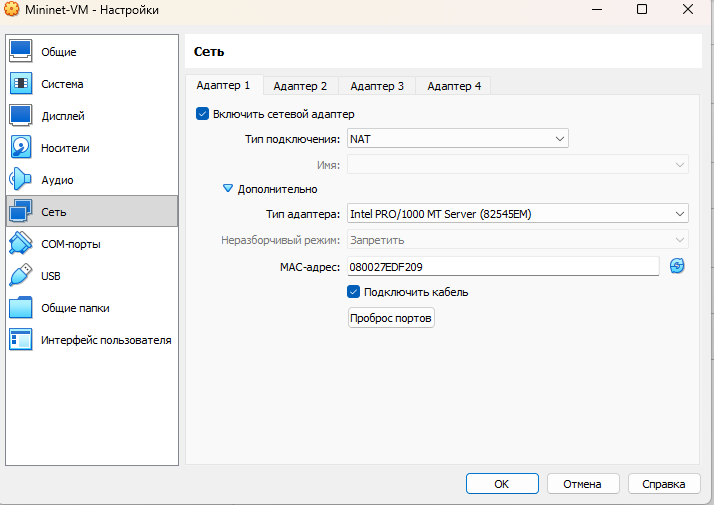 Mininet-VM - Настройки
Общие
Система
Дисплей
Носители
Аудио
Сеть
COM-порты
USB
Общие папки
Интерфейс пользователя
Сеть
Адаптер 1 Адаптер 2 Адаптер 3 Адаптер 4
Включить сетевой адаптер
Тип подключения: NAT
Имя:
Дополнительно
Тип адаптера: Intel PRO/1000 MT Server (82545EM)
Неразборчивый режим: Запретить
MAC-адрес: 080027EDF209
Подключить кабель
Проброс портов
OK Отмена Справка